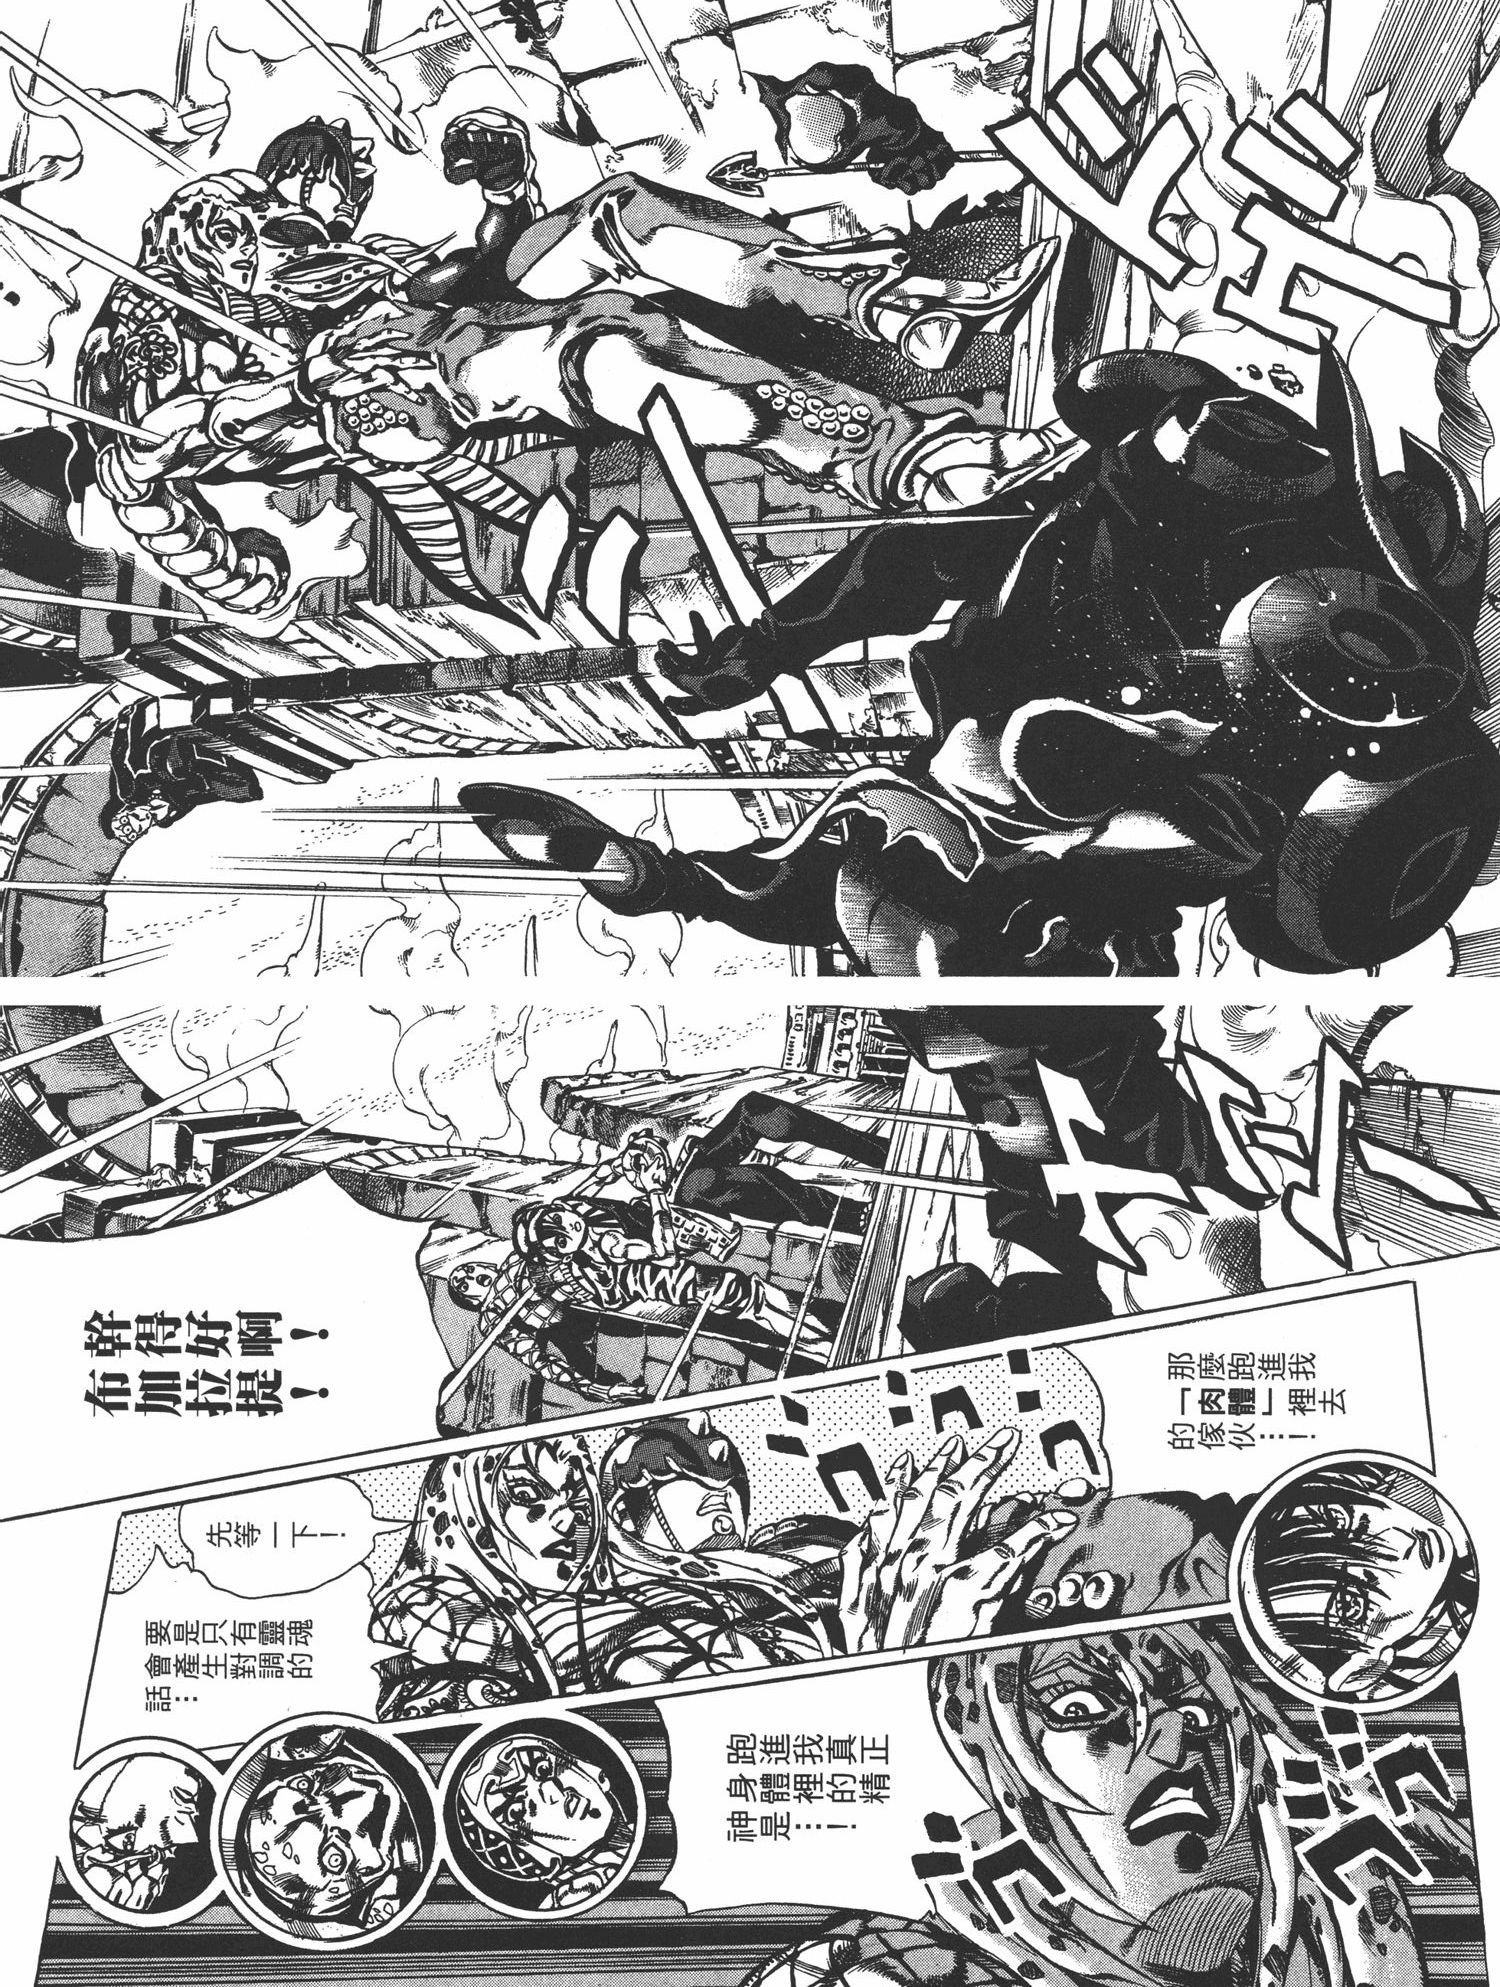 幹得好啊！
布加拉提！
先等一下！
要是只有靈魂
會產生對調的
話…
那麼跑進我
「肉體」裡去
的傢伙…！
跑進我真正
身體裡的精
神是…！